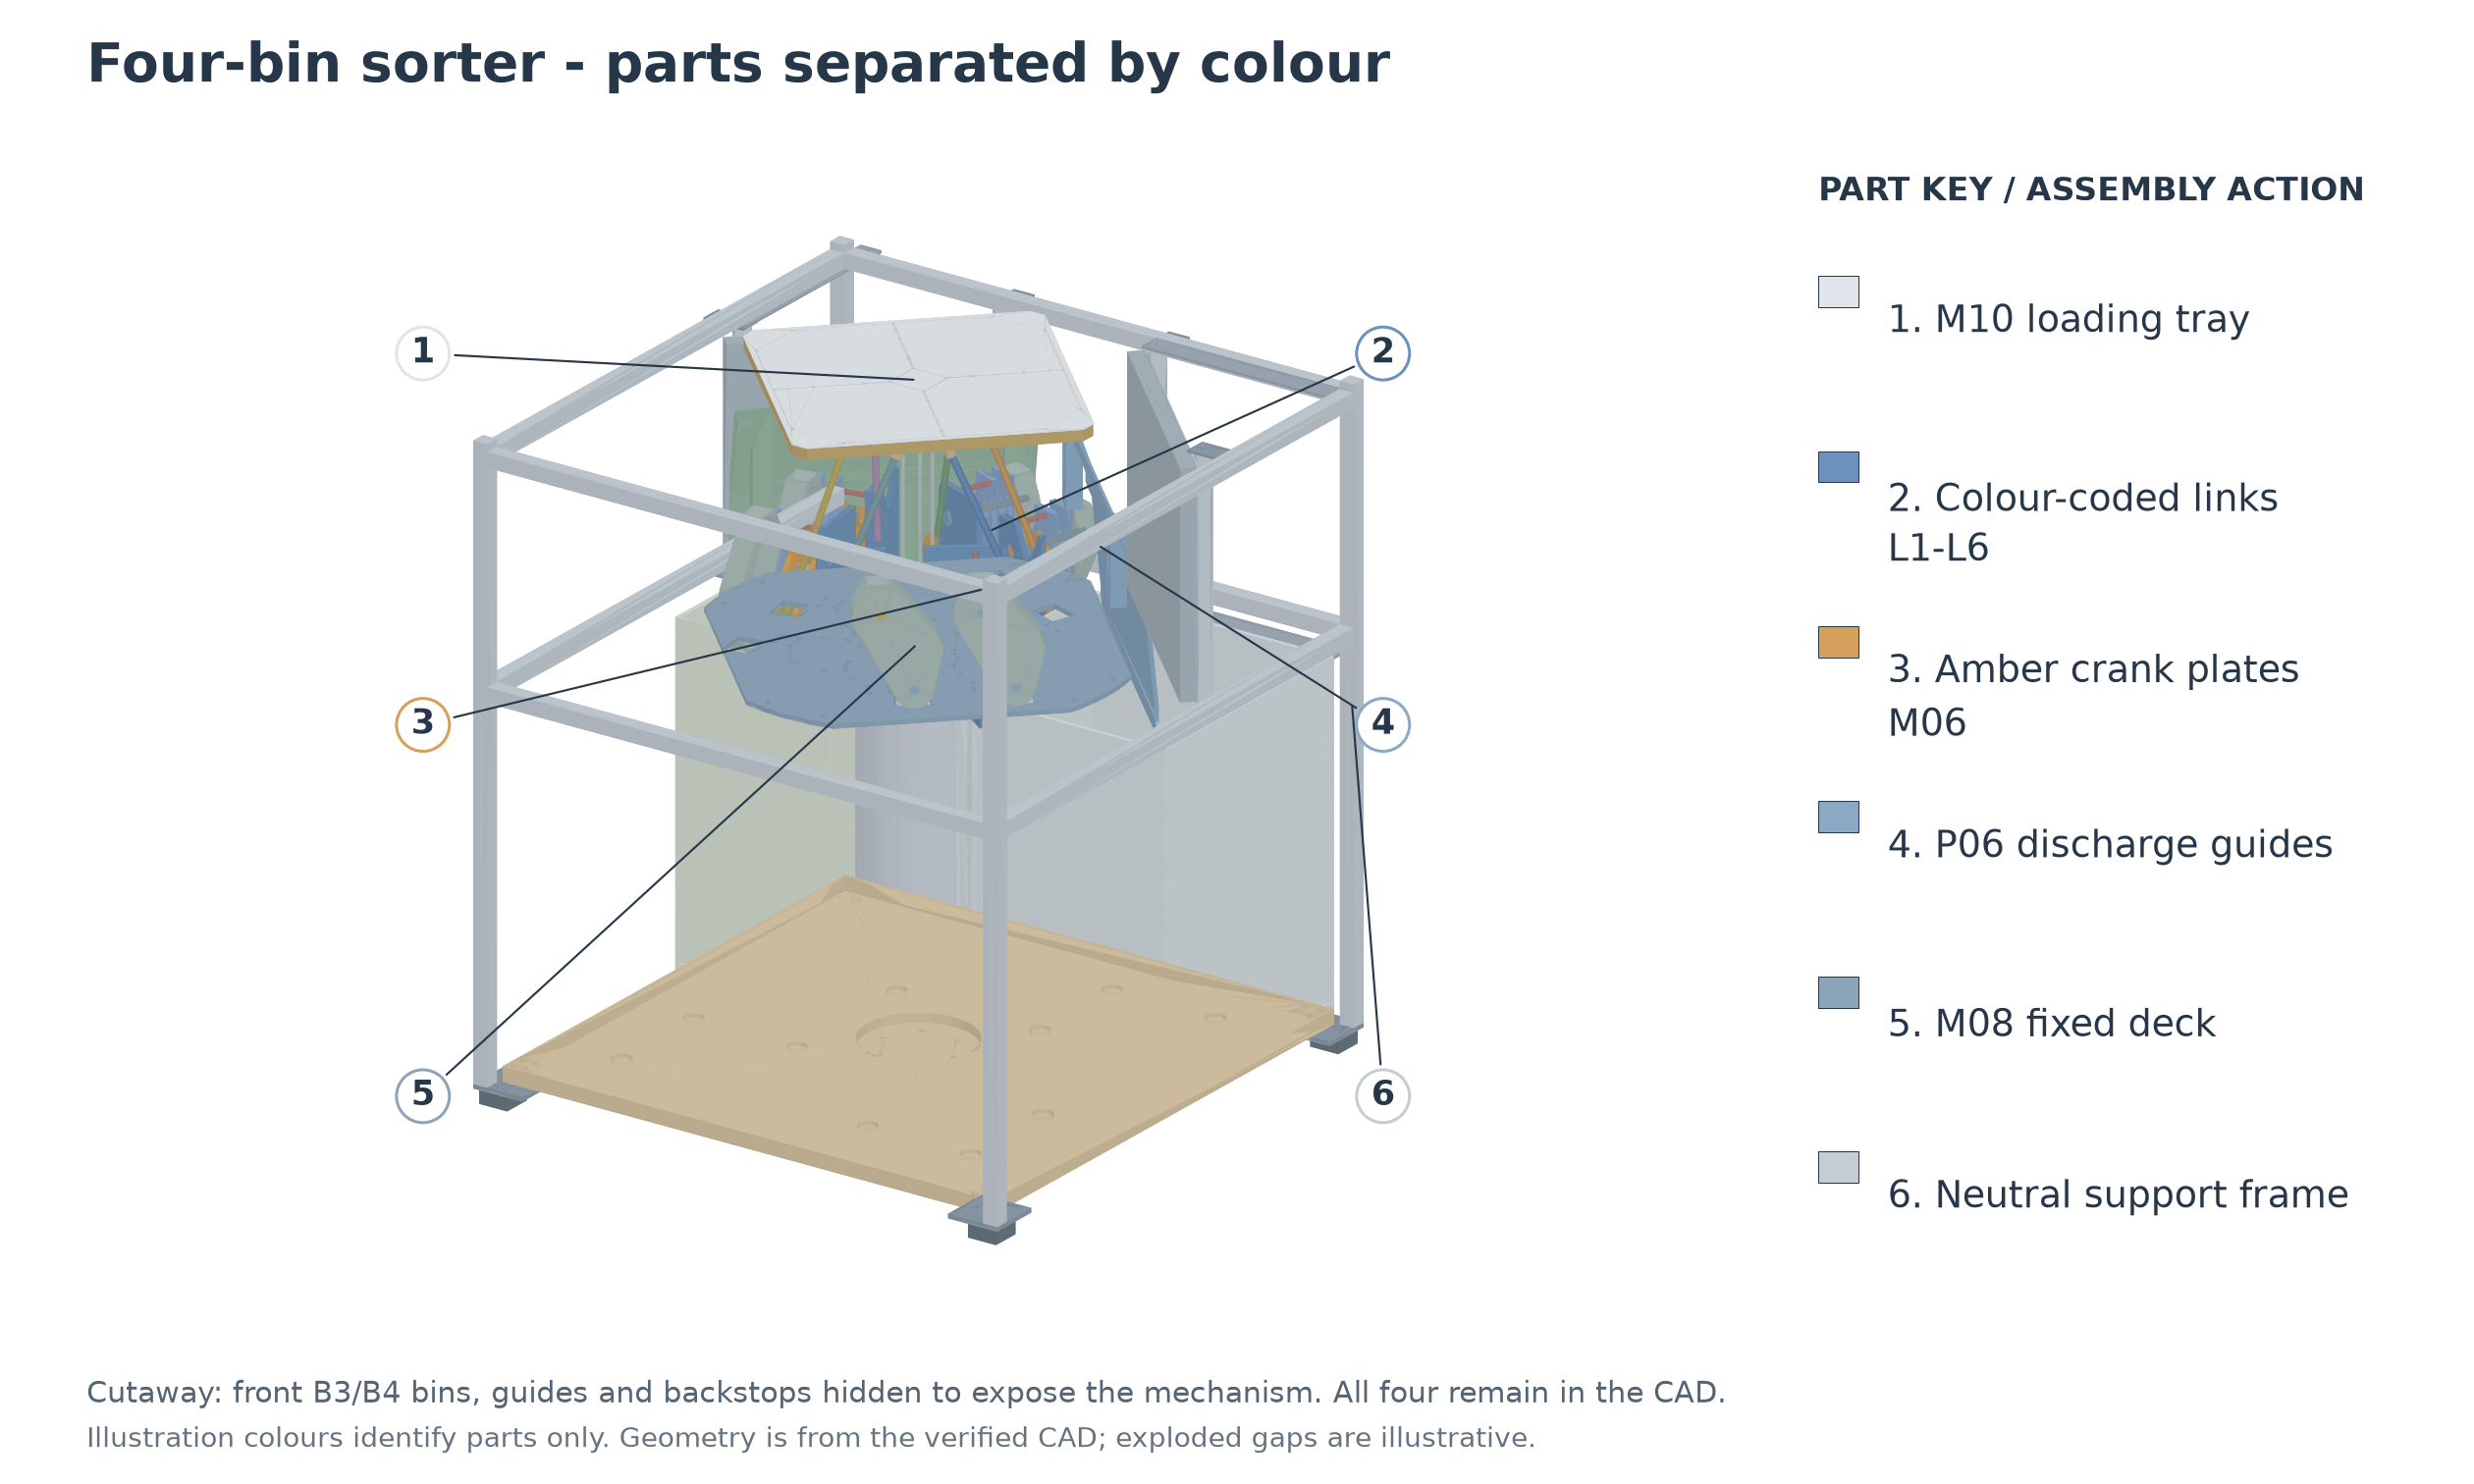 Four-bin sorter - parts separated by colour
PART KEY / ASSEMBLY ACTION
1
2
3
4
5
6
1. M10 loading tray
2. Colour-coded links
L1-L6
3. Amber crank plates
M06
4. P06 discharge guides
5. M08 fixed deck
6. Neutral support frame
Cutaway: front B3/B4 bins, guides and backstops hidden to expose the mechanism. All four remain in the CAD.
Illustration colours identify parts only. Geometry is from the verified CAD; exploded gaps are illustrative.